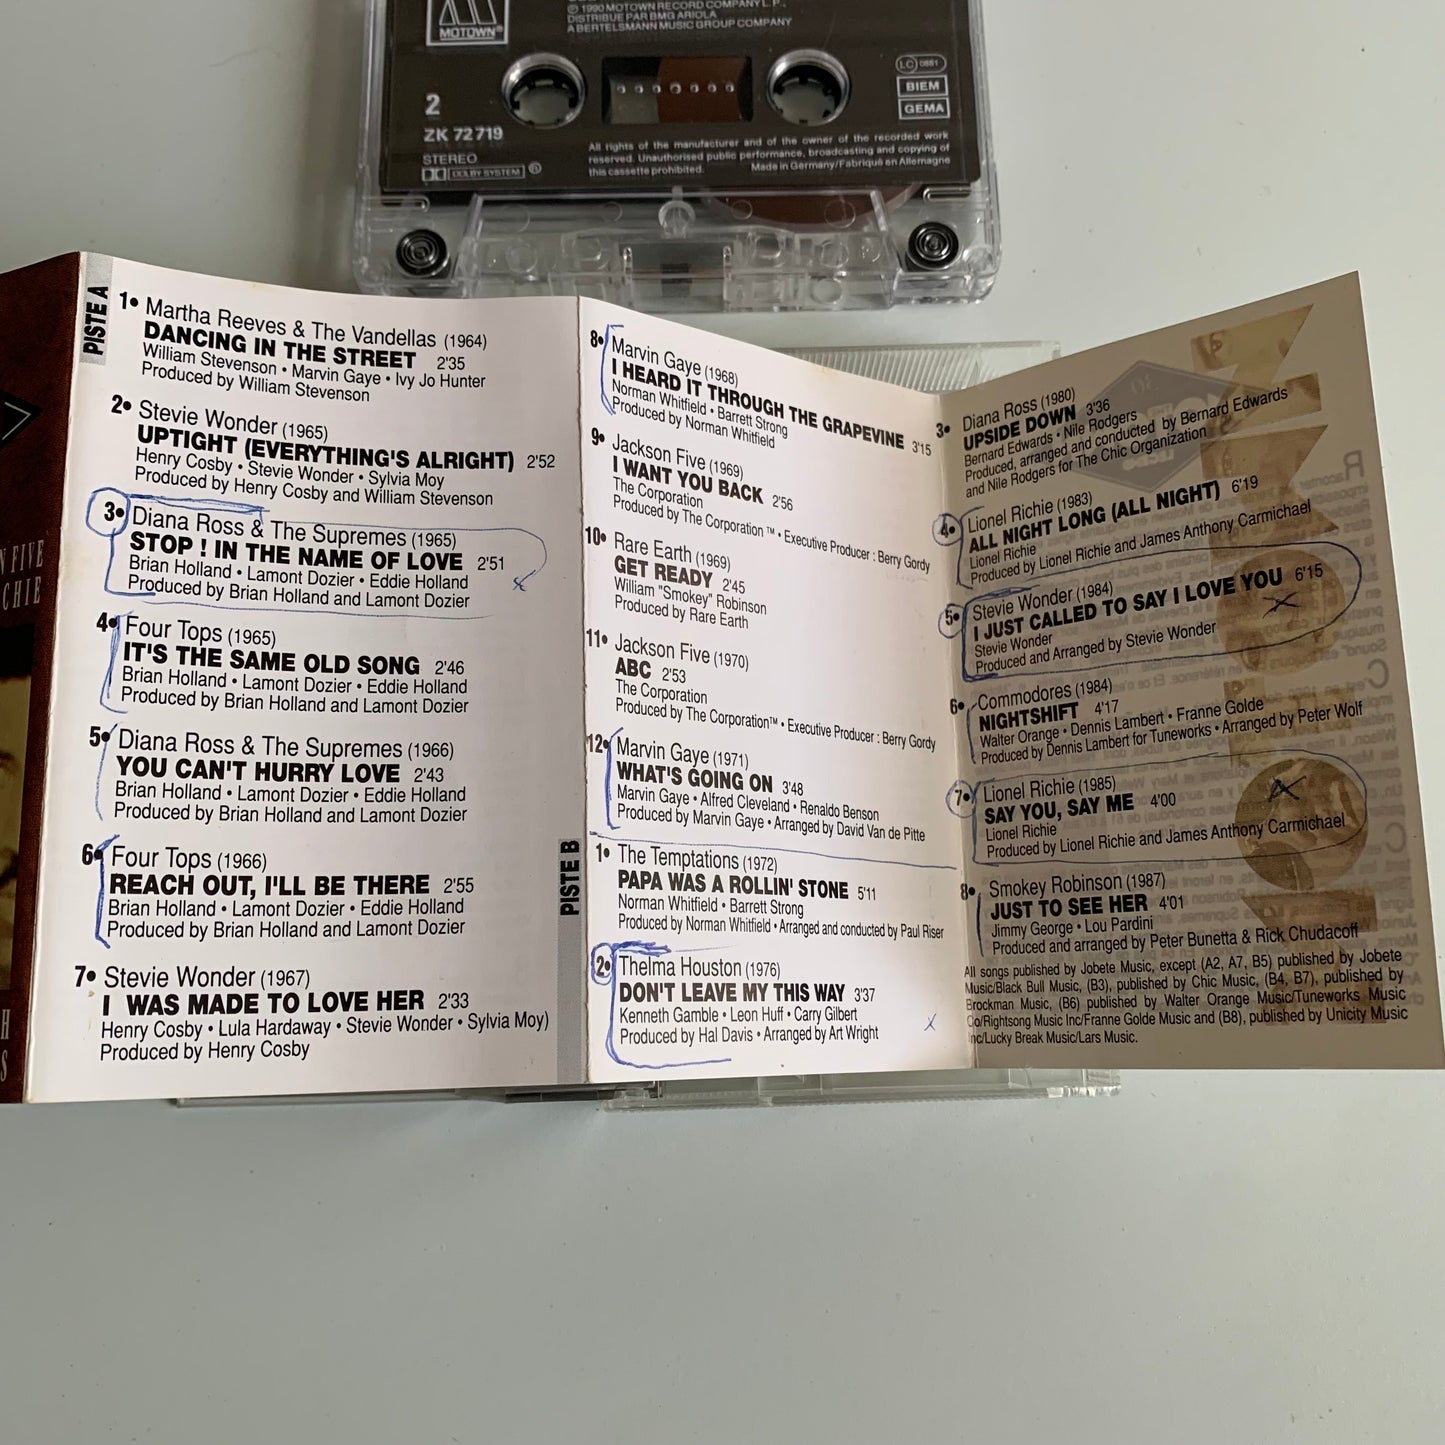 MOTOWN®
℗ 1990 MOTOWN RECORD COMPANY L.P.,
DISTRIBUE PAR BMG ARIOLA
A BERTELSMANN MUSIC GROUP COMPANY
2
ZK 72719
STEREO
DOLBY SYSTEM ®
LC 0881
BIEM
GEMA
All rights of the manufacturer and of the owner of the recorded work
reserved. Unauthorised public performance, broadcasting and copying of
this cassette prohibited. Made in Germany/Fabriqué en Allemagne
N FIVE
CHIE
H
S
PISTE A
1• Martha Reeves & The Vandellas (1964)
DANCING IN THE STREET 2'35
William Stevenson • Marvin Gaye • Ivy Jo Hunter
Produced by William Stevenson
2• Stevie Wonder (1965)
UPTIGHT (EVERYTHING'S ALRIGHT) 2'52
Henry Cosby • Stevie Wonder • Sylvia Moy
Produced by Henry Cosby and William Stevenson
3• Diana Ross & The Supremes (1965)
STOP ! IN THE NAME OF LOVE 2'51
Brian Holland • Lamont Dozier • Eddie Holland
Produced by Brian Holland and Lamont Dozier
4• Four Tops (1965)
IT'S THE SAME OLD SONG 2'46
Brian Holland • Lamont Dozier • Eddie Holland
Produced by Brian Holland and Lamont Dozier
5• Diana Ross & The Supremes (1966)
YOU CAN'T HURRY LOVE 2'43
Brian Holland • Lamont Dozier • Eddie Holland
Produced by Brian Holland and Lamont Dozier
6• Four Tops (1966)
REACH OUT, I'LL BE THERE 2'55
Brian Holland • Lamont Dozier • Eddie Holland
Produced by Brian Holland and Lamont Dozier
7• Stevie Wonder (1967)
I WAS MADE TO LOVE HER 2'33
Henry Cosby • Lula Hardaway • Stevie Wonder • Sylvia Moy)
Produced by Henry Cosby
8• Marvin Gaye (1968)
I HEARD IT THROUGH THE GRAPEVINE 3'15
Norman Whitfield • Barrett Strong
Produced by Norman Whitfield
9• Jackson Five (1969)
I WANT YOU BACK 2'56
The Corporation
Produced by The Corporation ™ • Executive Producer : Berry Gordy
10• Rare Earth (1969)
GET READY 2'45
William "Smokey" Robinson
Produced by Rare Earth
11• Jackson Five (1970)
ABC 2'53
The Corporation
Produced by The Corporation™ • Executive Producer : Berry Gordy
12• Marvin Gaye (1971)
WHAT'S GOING ON 3'48
Marvin Gaye • Alfred Cleveland • Renaldo Benson
Produced by Marvin Gaye • Arranged by David Van de Pitte
PISTE B
1• The Temptations (1972)
PAPA WAS A ROLLIN' STONE 5'11
Norman Whitfield • Barrett Strong
Produced by Norman Whitfield • Arranged and conducted by Paul Riser
2• Thelma Houston (1976)
DON'T LEAVE MY THIS WAY 3'37
Kenneth Gamble • Leon Huff • Carry Gilbert
Produced by Hal Davis • Arranged by Art Wright
3• Diana Ross (1980)
UPSIDE DOWN 3'36
Bernard Edwards • Nile Rodgers
Produced, arranged and conducted by Bernard Edwards
and Nile Rodgers for The Chic Organization
4• Lionel Richie (1983)
ALL NIGHT LONG (ALL NIGHT) 6'19
Lionel Richie
Produced by Lionel Richie and James Anthony Carmichael
5• Stevie Wonder (1984)
I JUST CALLED TO SAY I LOVE YOU 6'15
Stevie Wonder
Produced and Arranged by Stevie Wonder
6• Commodores (1984)
NIGHTSHIFT 4'17
Walter Orange • Dennis Lambert • Franne Golde
Produced by Dennis Lambert for Tuneworks • Arranged by Peter Wolf
7• Lionel Richie (1985)
SAY YOU, SAY ME 4'00
Lionel Richie
Produced by Lionel Richie and James Anthony Carmichael
8• Smokey Robinson (1987)
JUST TO SEE HER 4'01
Jimmy George • Lou Pardini
Produced and arranged by Peter Bunetta & Rick Chudacoff
All songs published by Jobete Music, except (A2, A7, B5) published by Jobete
Music/Black Bull Music, (B3), published by Chic Music, (B4, B7), published by
Brockman Music, (B6) published by Walter Orange Music/Tuneworks Music
Co/Rightsong Music Inc/Franne Golde Music and (B8), published by Unicity Music
Inc/Lucky Break Music/Lars Music.